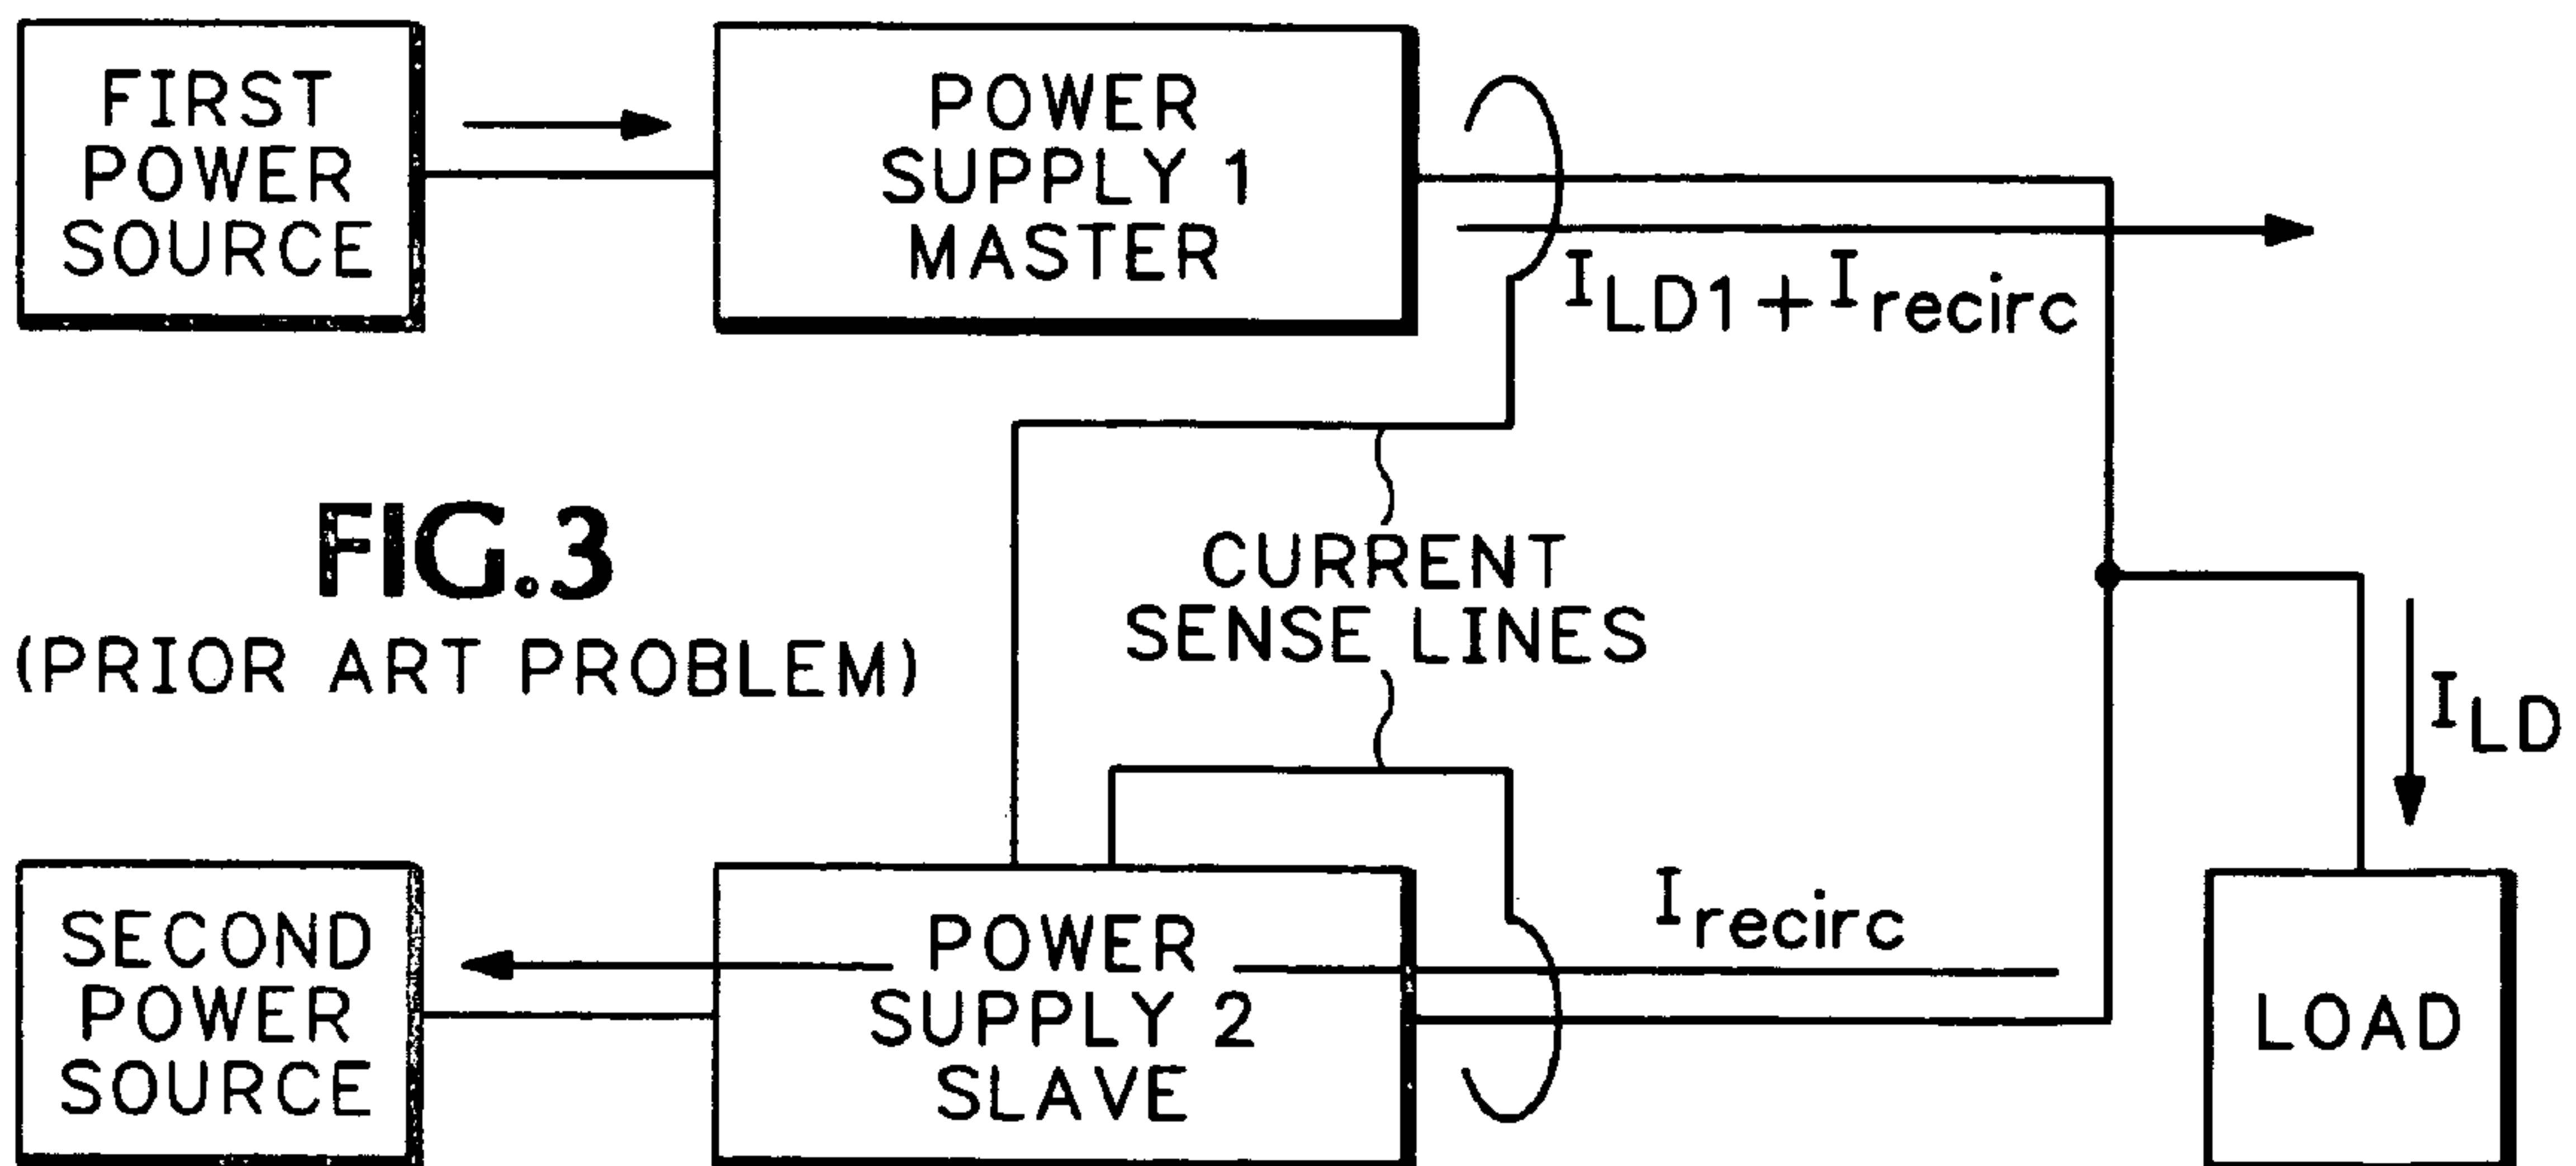 FIRST
POWER
SOURCE
POWER
SUPPLY 1
MASTER
ILD1 + Irecirc
FIG.3
(PRIOR ART PROBLEM)
CURRENT
SENSE LINES
ILD
SECOND
POWER
SOURCE
POWER
SUPPLY 2
SLAVE
Irecirc
LOAD